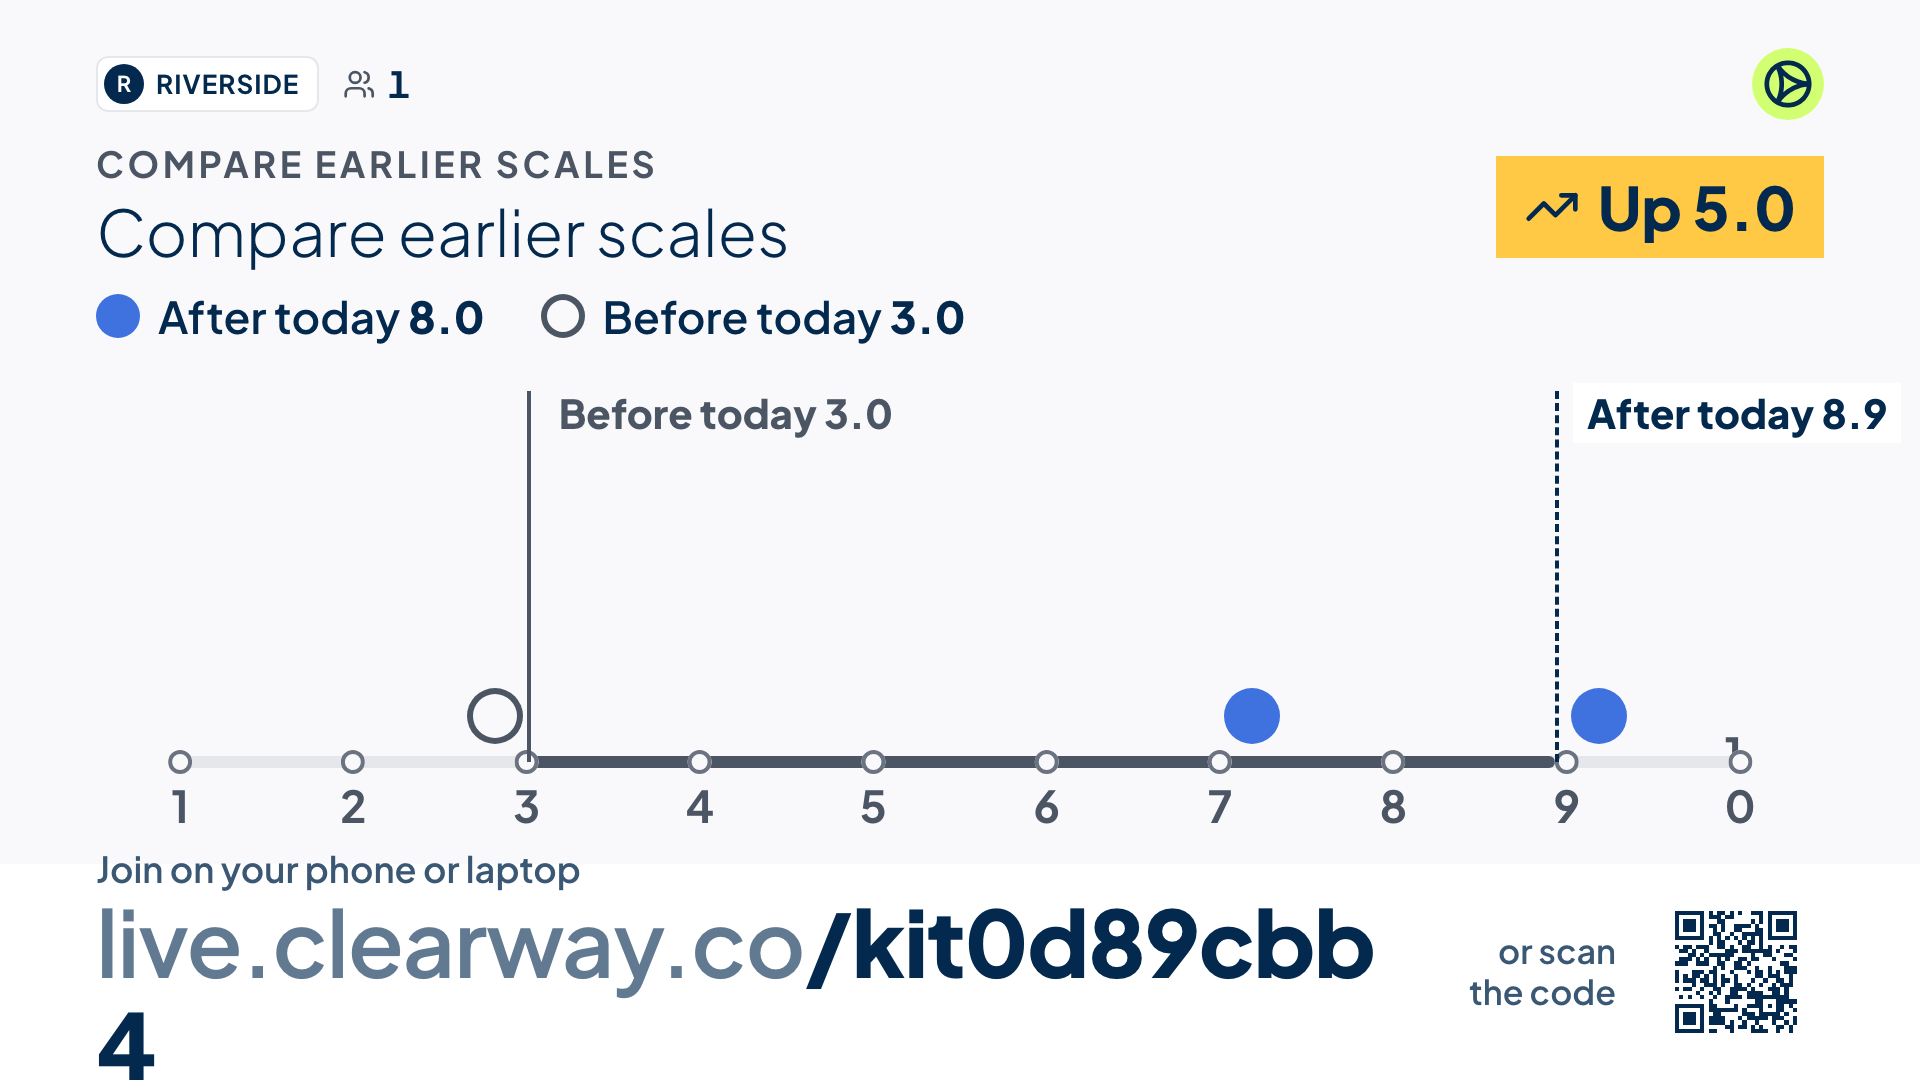 R RIVERSIDE 1
COMPARE EARLIER SCALES
Compare earlier scales
Up 5.0
After today 8.0 Before today 3.0
Before today 3.0
After today 8.9
1 2 3 4 5 6 7 8 9 10
Join on your phone or laptop
live.clearway.co/kit0d89cbb
4
or scan
the code